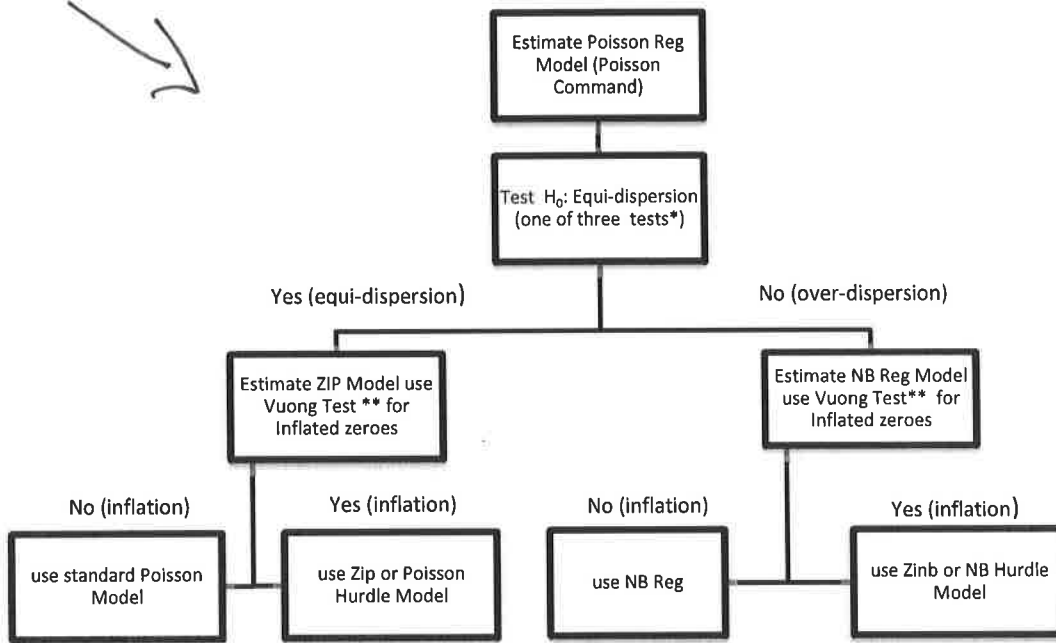 Estimate Poisson Reg
Model (Poisson
Command)
Test H₀: Equi-dispersion
(one of three tests*)
Yes (equi-dispersion)
No (over-dispersion)
Estimate ZIP Model use
Vuong Test ** for
Inflated zeroes
Estimate NB Reg Model
use Vuong Test** for
Inflated zeroes
No (inflation)
Yes (inflation)
No (inflation)
Yes (inflation)
use standard Poisson
Model
use Zip or Poisson
Hurdle Model
use NB Reg
use Zinb or NB Hurdle
Model